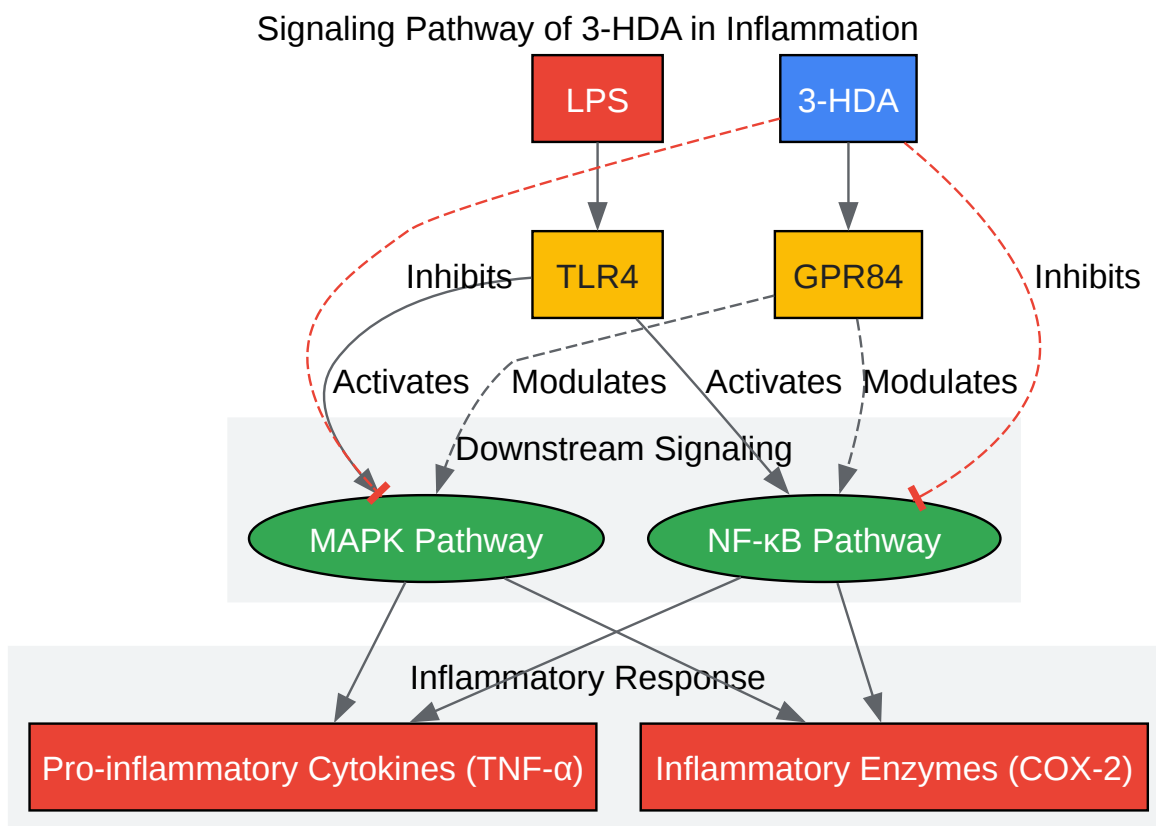 Signaling Pathway of 3-HDA in Inflammation
LPS
3-HDA
TLR4
GPR84
Inhibits
Inhibits
Activates
Modulates
Activates
Modulates
Downstream Signaling
MAPK Pathway
NF-κB Pathway
Inflammatory Response
Pro-inflammatory Cytokines (TNF-α)
Inflammatory Enzymes (COX-2)